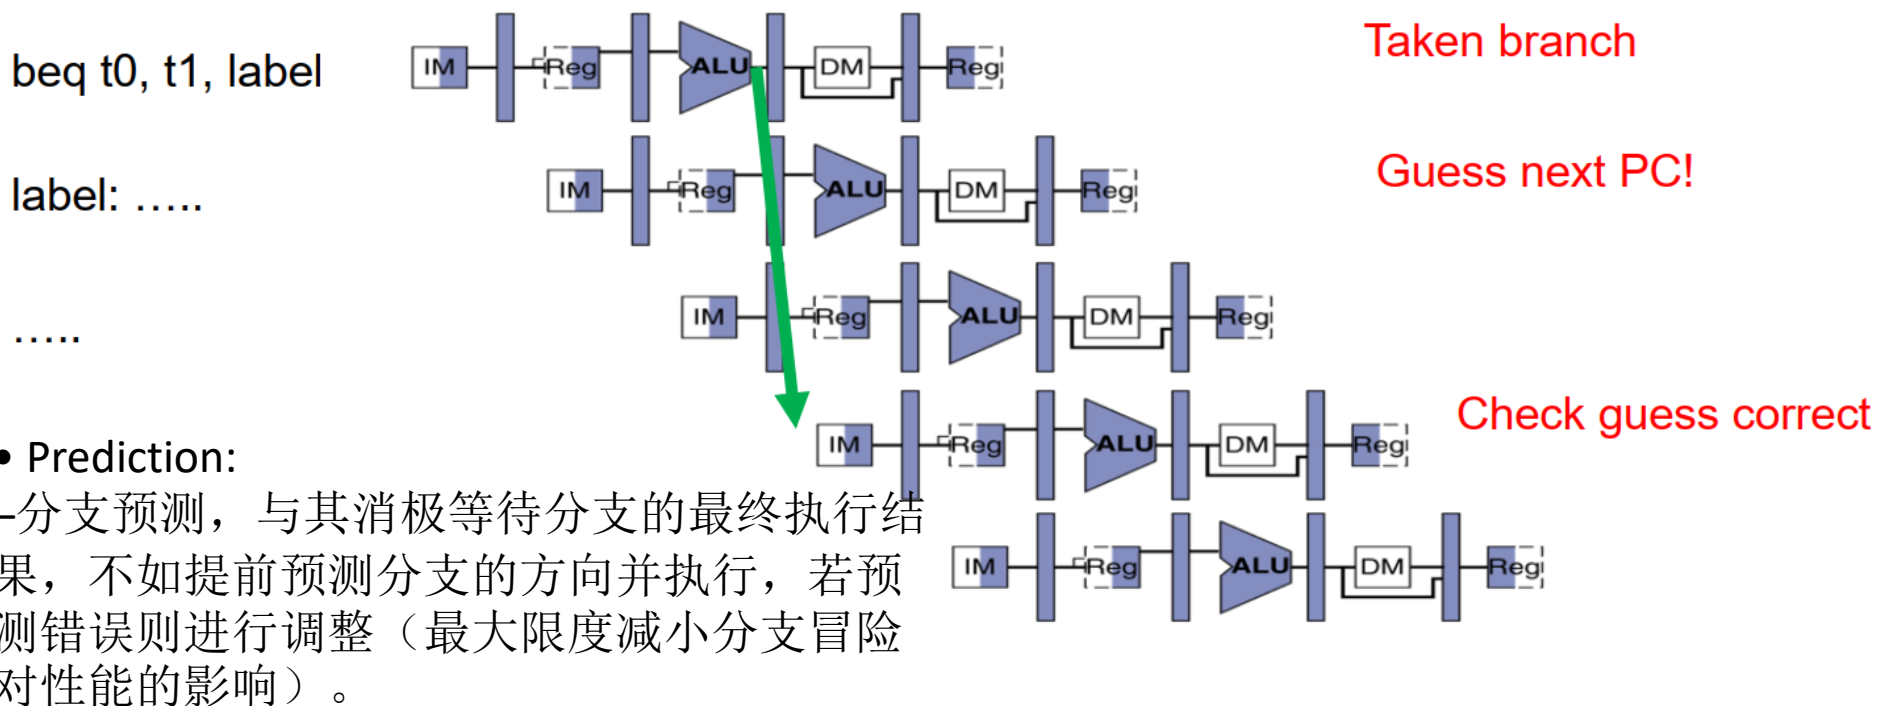 beq t0, t1, label
IM Reg ALU DM Reg
Taken branch
label: …..
IM Reg ALU DM Reg
Guess next PC!
…..
IM Reg ALU DM Reg
IM Reg ALU DM Reg
Check guess correct
• Prediction:
–分支预测，与其消极等待分支的最终执行结
果，不如提前预测分支的方向并执行，若预
测错误则进行调整（最大限度减小分支冒险
对性能的影响）。
IM Reg ALU DM Reg